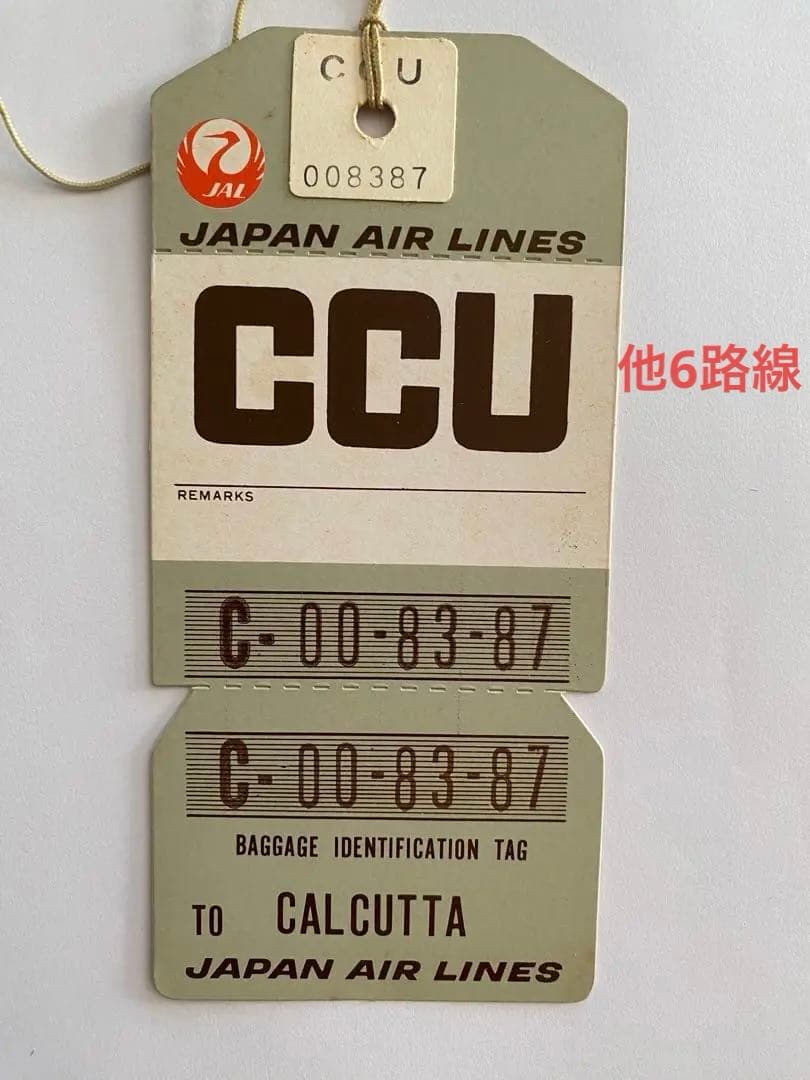 CCU
008387
JAL
JAPAN AIR LINES
CCU
他6路線
REMARKS
C-00-83-87
C-00-83-87
BAGGAGE IDENTIFICATION TAG
TO CALCUTTA
JAPAN AIR LINES